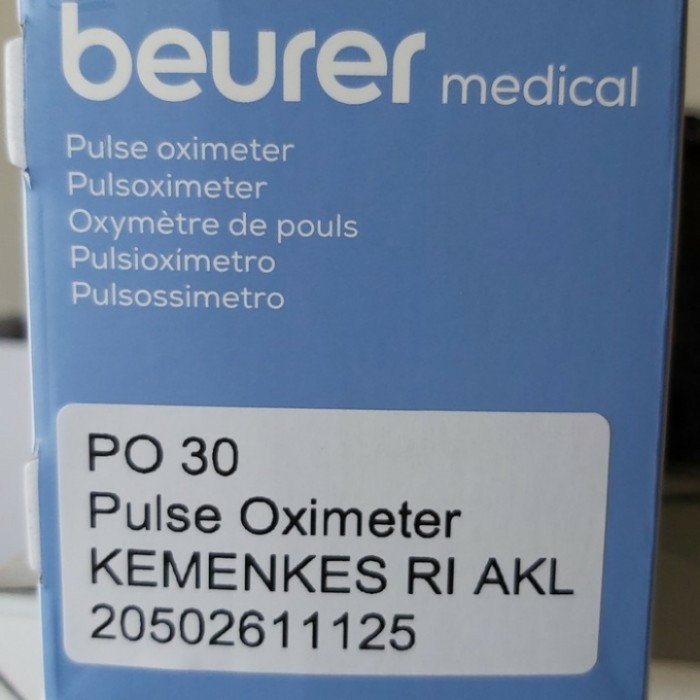 beurer medical
Pulse oximeter
Pulsoximeter
Oxymètre de pouls
Pulsioxímetro
Pulsossimetro
PO 30
Pulse Oximeter
KEMENKES RI AKL
20502611125